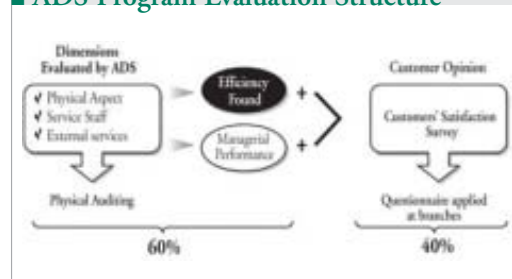 ADS Program Evaluation Structure
Dimensions
Evaluated by ADS
✓ Physical Aspect
✓ Service Staff
✓ External services
Physical Auditing
Efficiency
Found
+
Managerial
Performance
+
60%
Customer Opinion
Customers' Satisfaction
Survey
Questionnaire applied
at branches
40%